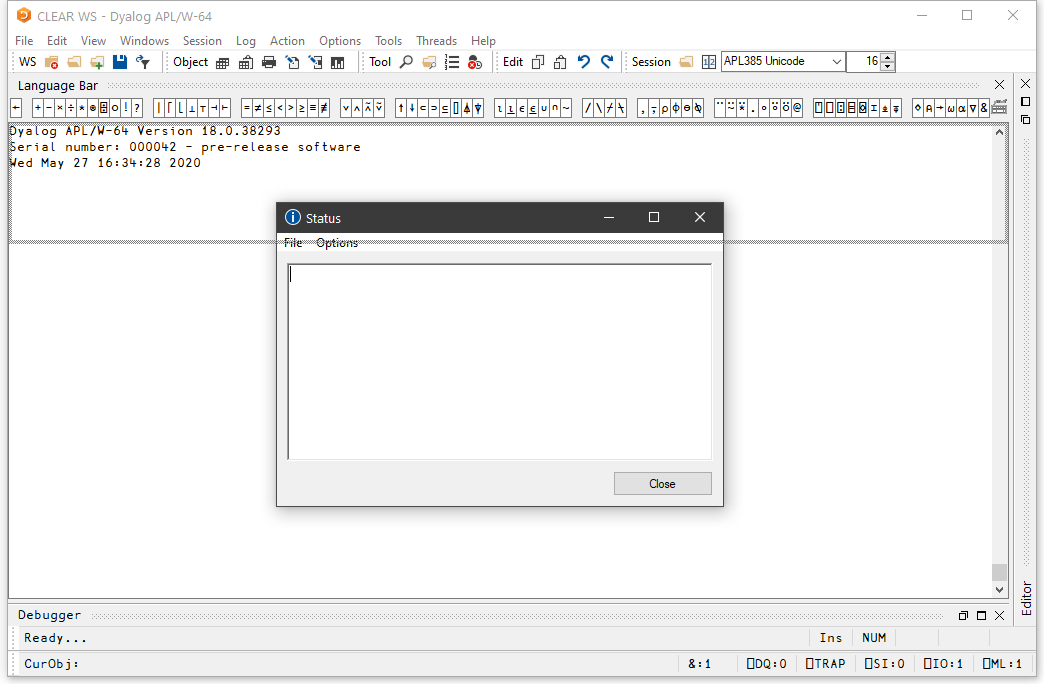 CLEAR WS - Dyalog APL/W-64
File Edit View Windows Session Log Action Options Tools Threads Help
WS Object Tool Edit Session APL385 Unicode 16
Language Bar
← + - × ÷ * ⍟ ⌹ ○ ! ? | ⌈ ⌊ ⊥ ⊤ ⊣ ⊢ = ≠ ≤ < > ≥ ≡ ≢ ∨ ∧ ⍲ ⍱ ↑ ↓ ⊂ ⊃ ⊆ ⌷ ⍋ ⍒ ⍳ ⍸ ∊ ⍷ ∪ ∩ ~ / \ ⌿ ⍀ , ⍪ ⍴ ⌽ ⊖ ⍉ ¨ ⍨ ⍣ . ∘ ⍤ ⍥ @ ⌸ ⌺ ⌶ ⍎ ⍕ ⋄ ⍝ → ⍵ ⍺ ∇ &
Dyalog APL/W-64 Version 18.0.38293
Serial number: 000042 - pre-release software
Wed May 27 16:34:28 2020
Status
File Options
Close
Editor
Debugger
Ready...
Ins NUM
CurObj:
&:1 ⎕DQ:0 ⎕TRAP ⎕SI:0 ⎕IO:1 ⎕ML:1